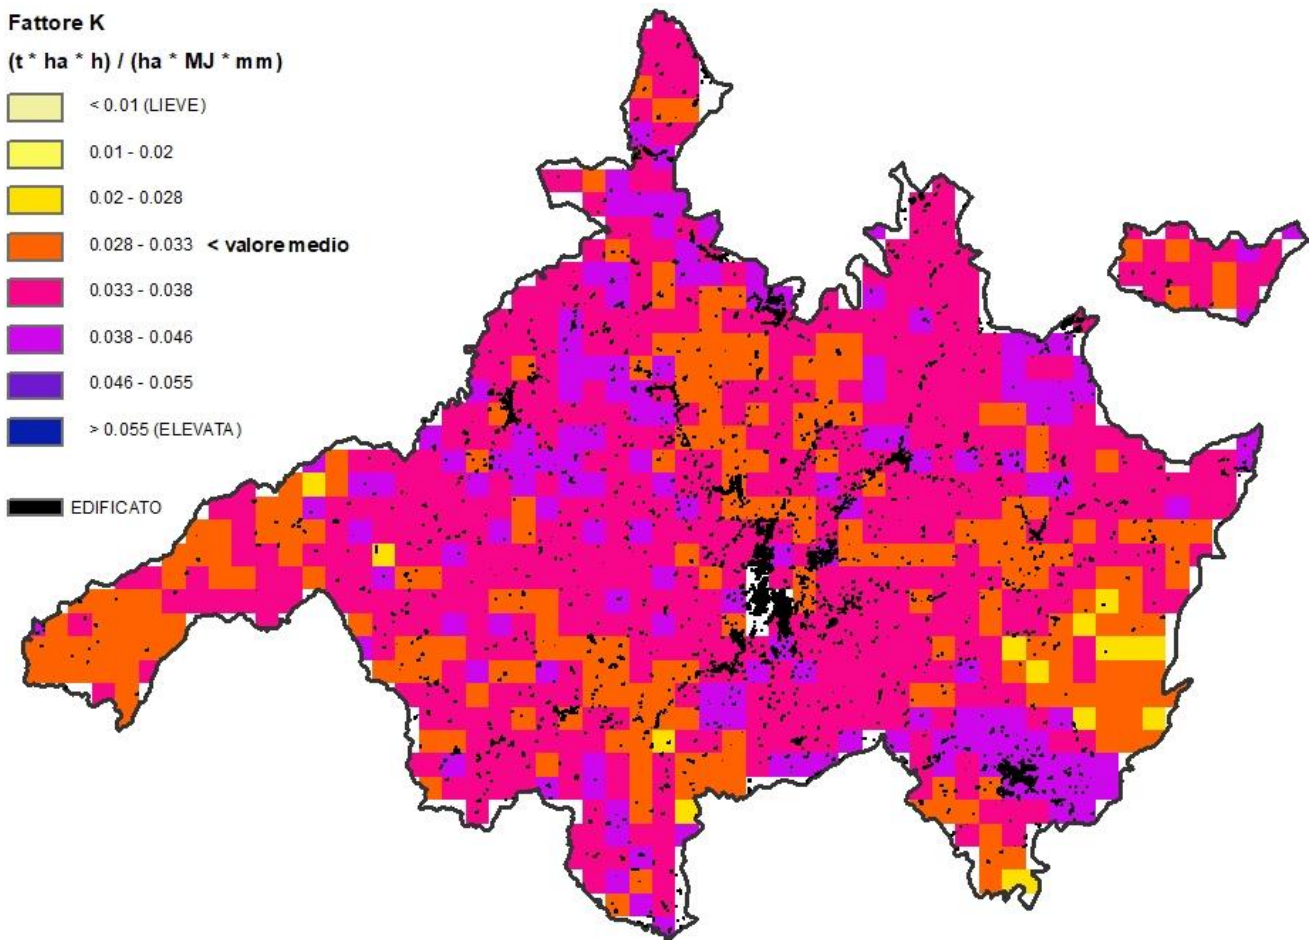 Fattore K
(t * ha * h) / (ha * MJ * mm)
< 0.01 (LIEVE)
0.01 - 0.02
0.02 - 0.028
0.028 - 0.033 < valore medio
0.033 - 0.038
0.038 - 0.046
0.046 - 0.055
> 0.055 (ELEVATA)
EDIFICATO